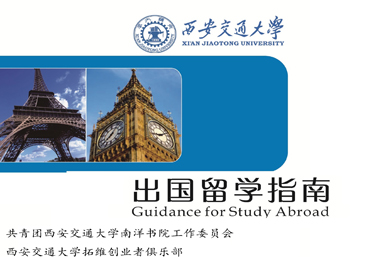 西安交通大學
XI'AN JIAOTONG UNIVERSITY
出国留学指南
Guidance for Study Abroad
共青团西安交通大学南洋书院工作委员会
西安交通大学拓维创业者俱乐部